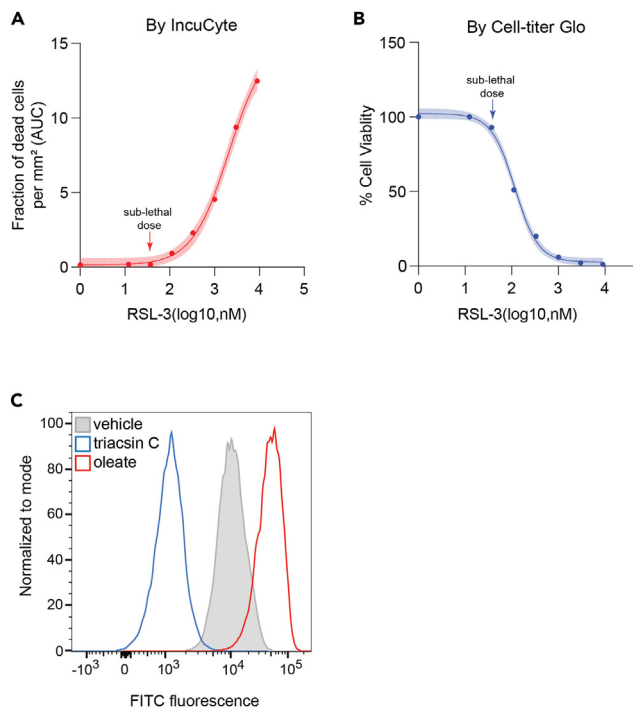 A
By IncuCyte
15
10
5
0
Fraction of dead cells
per mm² (AUC)
sub-lethal
dose
0 1 2 3 4 5
RSL-3(log10,nM)
B
By Cell-titer Glo
150
100
50
0
% Cell Viablity
sub-lethal
dose
0 1 2 3 4
RSL-3(log10,nM)
C
vehicle
triacsin C
oleate
100
80
60
40
20
0
Normalized to mode
-10³ 0 10³ 10⁴ 10⁵
FITC fluorescence